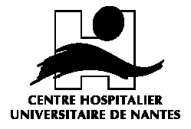 CENTRE HOSPITALIER
UNIVERSITAIRE DE NANTES